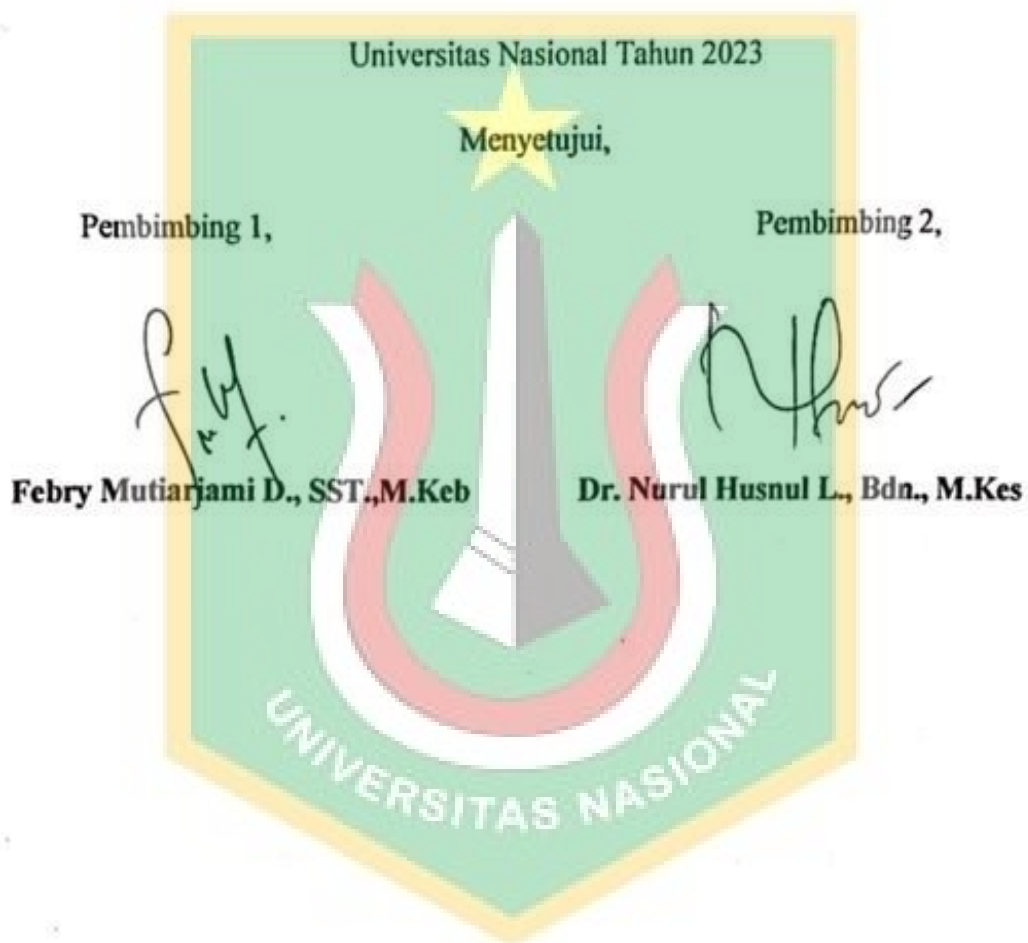 Universitas Nasional Tahun 2023
Menyetujui,
Pembimbing 1,
Pembimbing 2,
Febry Mutiarjami D., SST.,M.Keb
Dr. Nurul Husnul L., Bdn., M.Kes
UNIVERSITAS NASIONAL